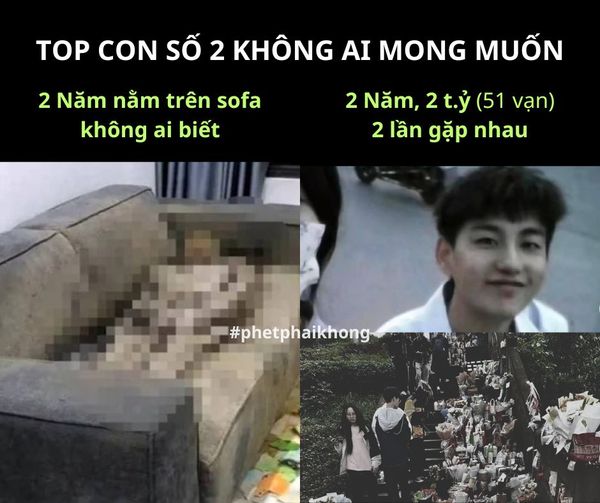 TOP CON SỐ 2 KHÔNG AI MONG MUỐN
2 Năm nằm trên sofa
không ai biết
2 Năm, 2 t.ỷ (51 vạn)
2 lần gặp nhau
#phetphaikhong